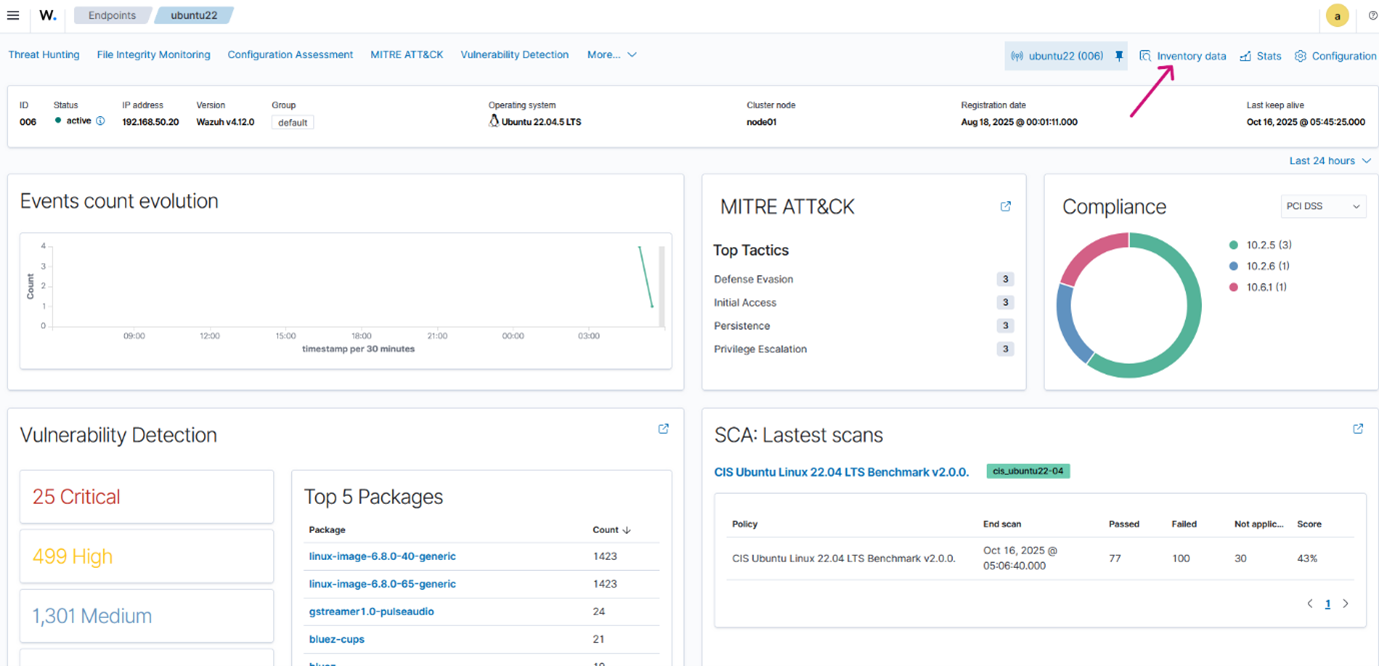 W.
Endpoints
ubuntu22
a
Threat Hunting File Integrity Monitoring Configuration Assessment MITRE ATT&CK Vulnerability Detection More...
ubuntu22 (006) Inventory data Stats Configuration
ID Status IP address Version Group Operating system Cluster node Registration date Last keep alive
006 active 192.168.50.20 Wazuh v4.12.0 default Ubuntu 22.04.5 LTS node01 Aug 18, 2025 @ 00:01:11.000 Oct 16, 2025 @ 05:45:25.000
Last 24 hours
Events count evolution
4
3
2
1
0
Count
09:00 12:00 15:00 18:00 21:00 00:00 03:00
timestamp per 30 minutes
MITRE ATT&CK
Top Tactics
Defense Evasion 3
Initial Access 3
Persistence 3
Privilege Escalation 3
Compliance
PCI DSS
10.2.5 (3)
10.2.6 (1)
10.6.1 (1)
Vulnerability Detection
25 Critical
499 High
1,301 Medium
Top 5 Packages
Package Count
linux-image-6.8.0-40-generic 1423
linux-image-6.8.0-65-generic 1423
gstreamer1.0-pulseaudio 24
bluez-cups 21
SCA: Lastest scans
CIS Ubuntu Linux 22.04 LTS Benchmark v2.0.0. cis_ubuntu22-04
Policy End scan Passed Failed Not applic... Score
CIS Ubuntu Linux 22.04 LTS Benchmark v2.0.0. Oct 16, 2025 @ 77 100 30 43%
05:06:40.000
1